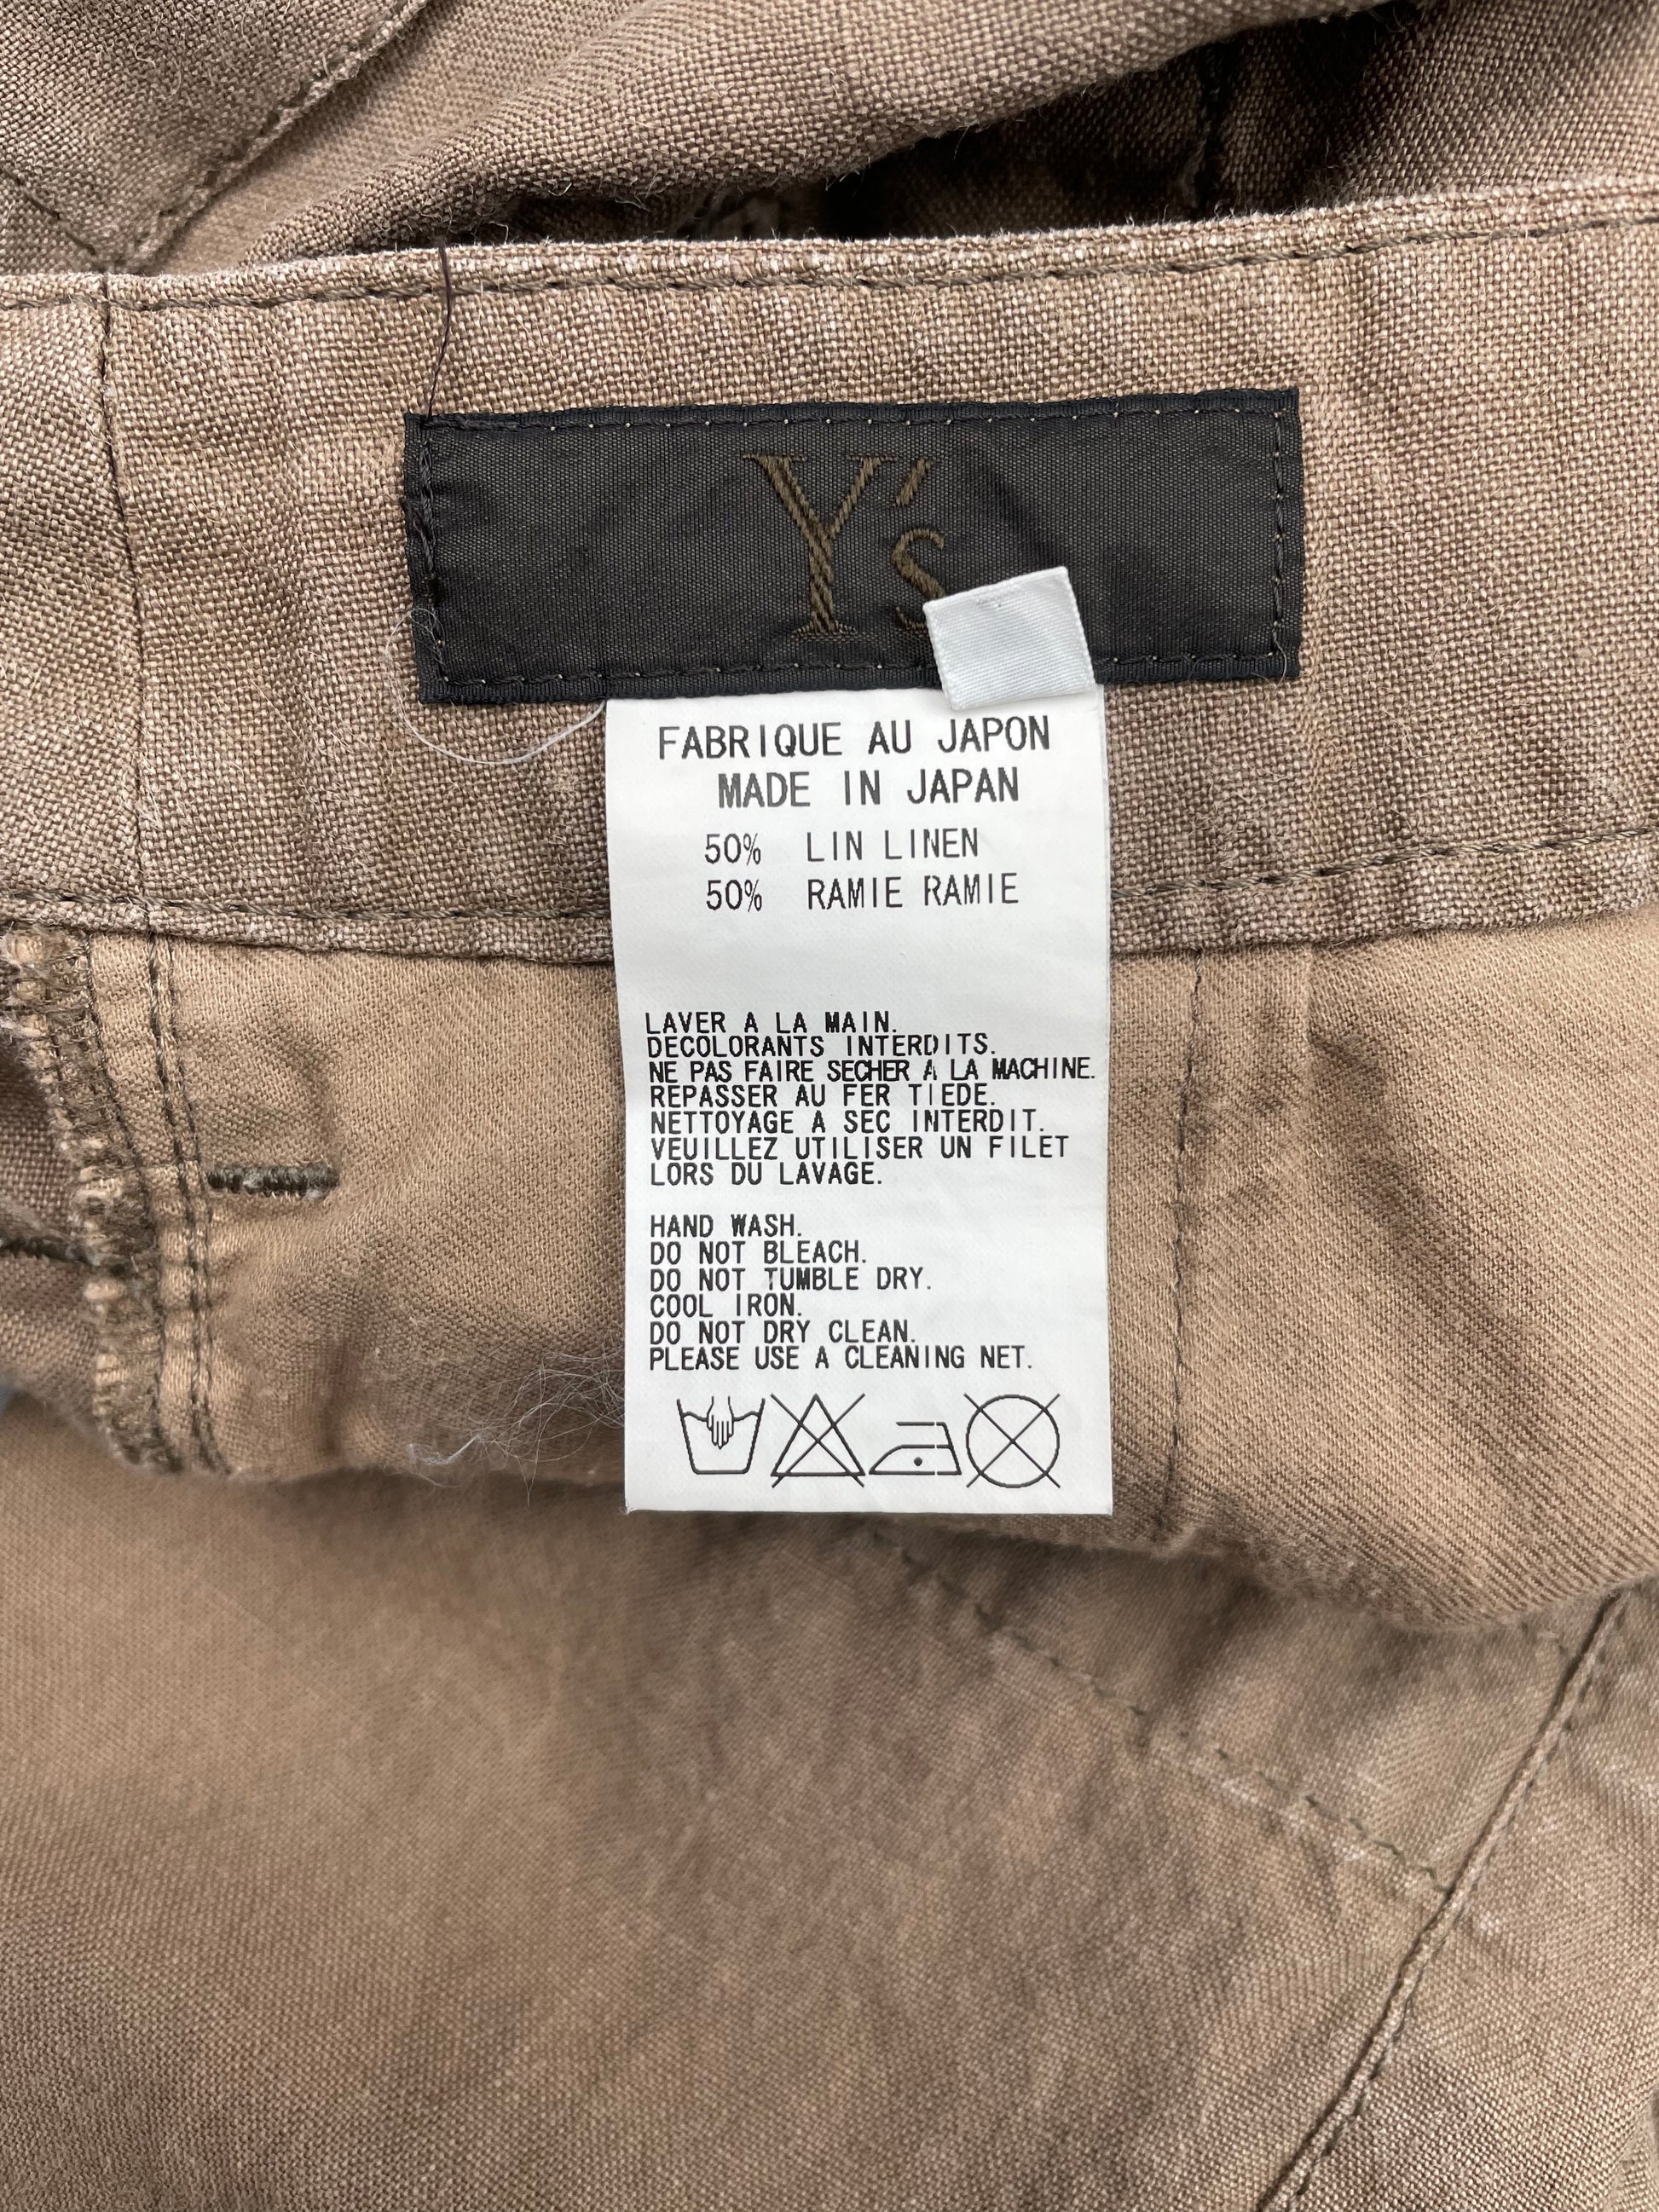 Y's
FABRIQUE AU JAPON
MADE IN JAPAN
50% LIN LINEN
50% RAMIE RAMIE
LAVER A LA MAIN.
DECOLORANTS INTERDITS.
NE PAS FAIRE SECHER A LA MACHINE.
REPASSER AU FER TIEDE.
NETTOYAGE A SEC INTERDIT.
VEUILLEZ UTILISER UN FILET
LORS DU LAVAGE.
HAND WASH.
DO NOT BLEACH.
DO NOT TUMBLE DRY.
COOL IRON.
DO NOT DRY CLEAN.
PLEASE USE A CLEANING NET.